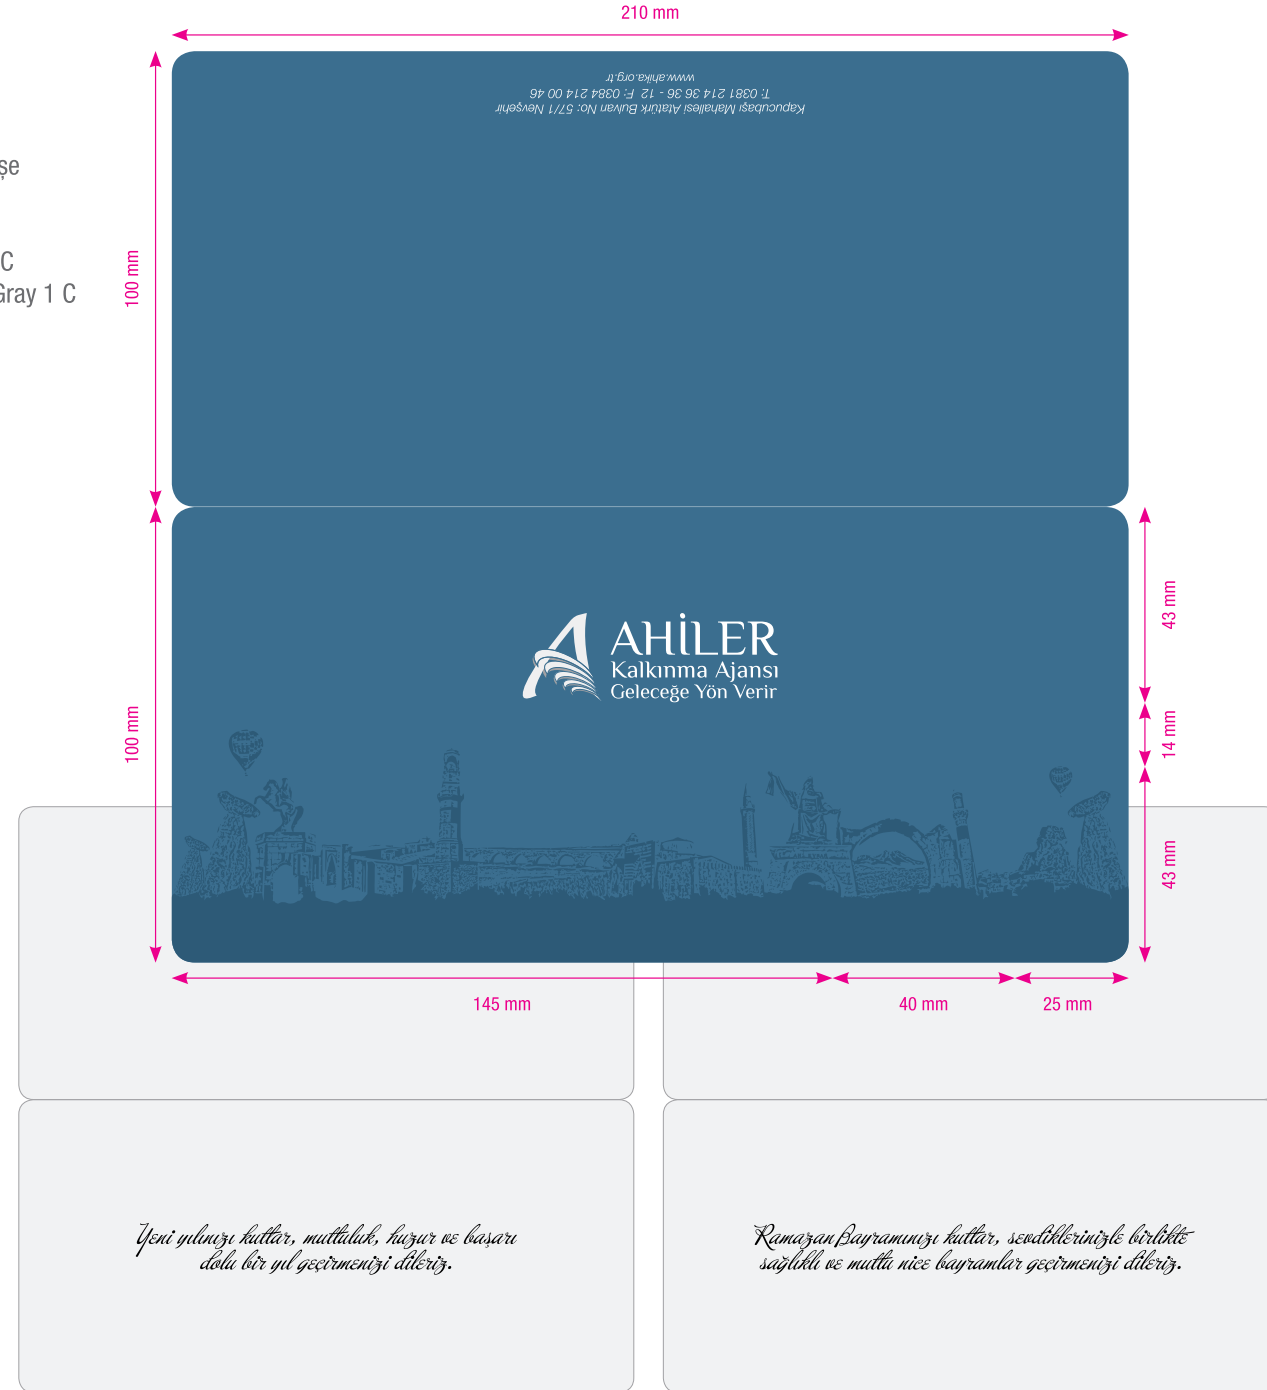 210 mm
şe
C
Gray 1 C
www.ahika.org.tr
T: 0381 214 36 36 - 12 F: 0384 214 00 46
Kapucubaşı Mahallesi Atatürk Bulvarı No: 57/1 Nevşehir
100 mm
AHİLER
Kalkınma Ajansı
Geleceğe Yön Verir
100 mm
43 mm
14 mm
43 mm
145 mm
40 mm
25 mm
Yeni yılınızı kutlar, mutluluk, huzur ve başarı
dolu bir yıl geçirmenizi dileriz.
Ramazan Bayramınızı kutlar, sevdiklerinizle birlikte
sağlıklı ve mutlu nice bayramlar geçirmenizi dileriz.